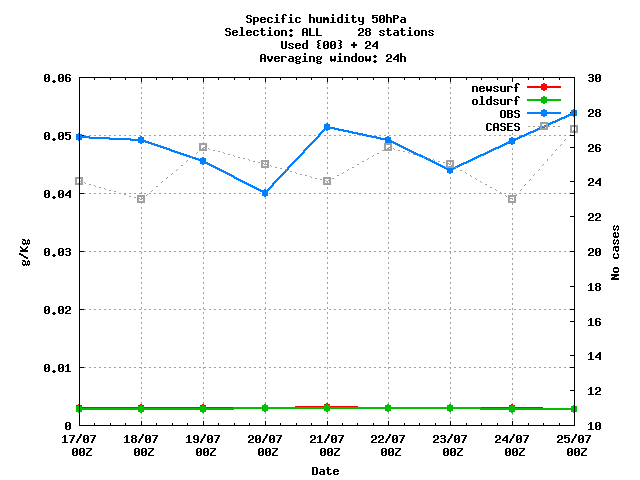 Specific humidity 50hPa
Selection: ALL     28 stations
Used {00} + 24
Averaging window: 24h
newsurf
oldsurf
OBS
CASES
0.06
0.05
0.04
0.03
0.02
0.01
0
g/Kg
30
28
26
24
22
20
18
16
14
12
10
No cases
17/07 18/07 19/07 20/07 21/07 22/07 23/07 24/07 25/07
00Z 00Z 00Z 00Z 00Z 00Z 00Z 00Z 00Z
Date